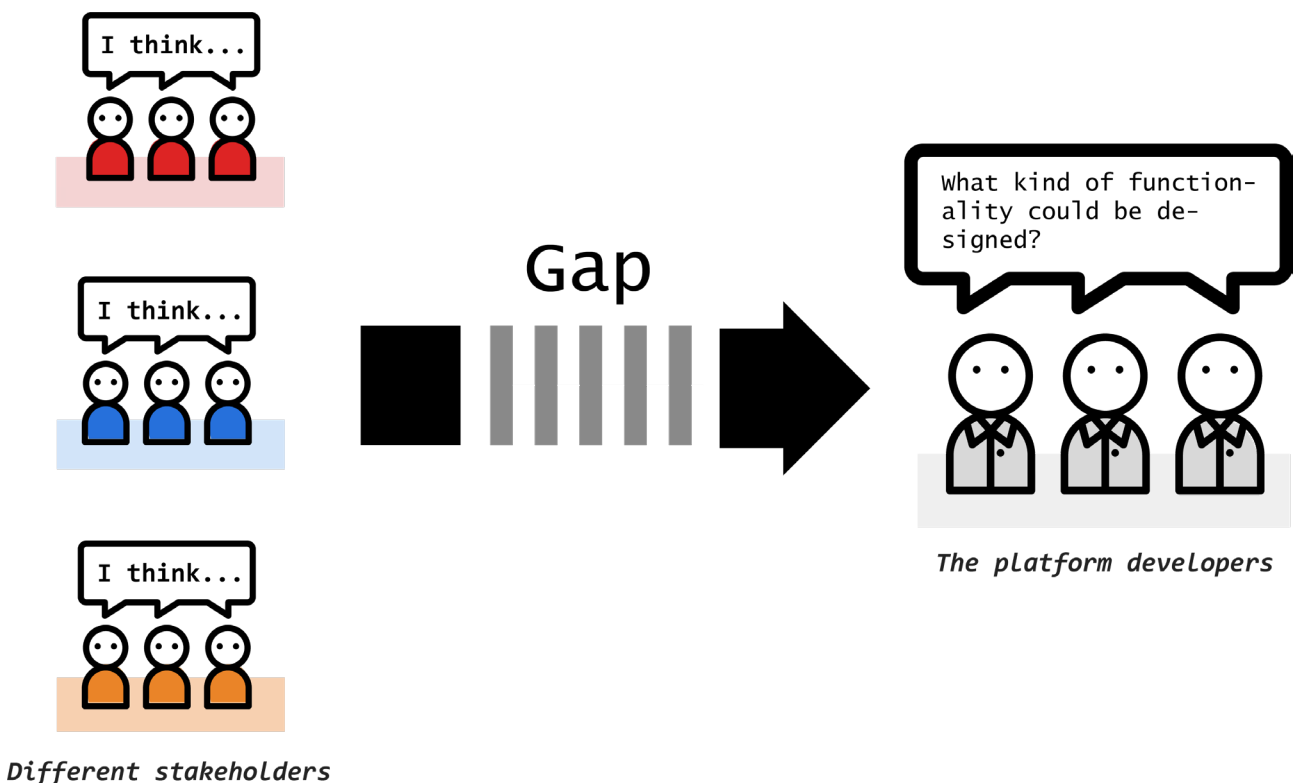 I think...
I think...
I think...
Different stakeholders
Gap
What kind of function-
ality could be de-
signed?
The platform developers